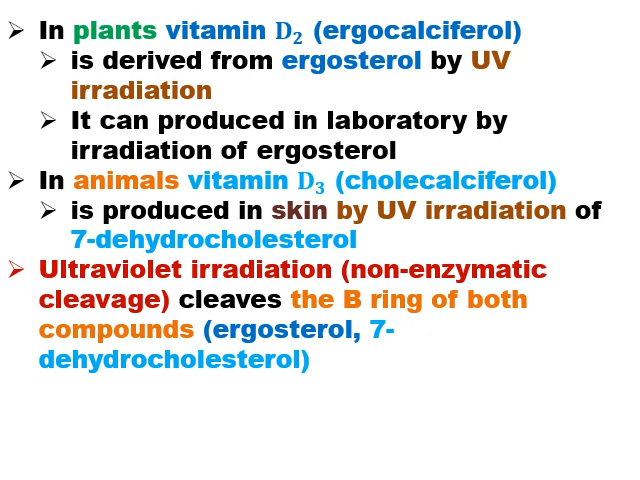 ➢ In plants vitamin D₂ (ergocalciferol)
➢ is derived from ergosterol by UV
irradiation
➢ It can produced in laboratory by
irradiation of ergosterol
➢ In animals vitamin D₃ (cholecalciferol)
➢ is produced in skin by UV irradiation of
7-dehydrocholesterol
➢ Ultraviolet irradiation (non-enzymatic
cleavage) cleaves the B ring of both
compounds (ergosterol, 7-
dehydrocholesterol)